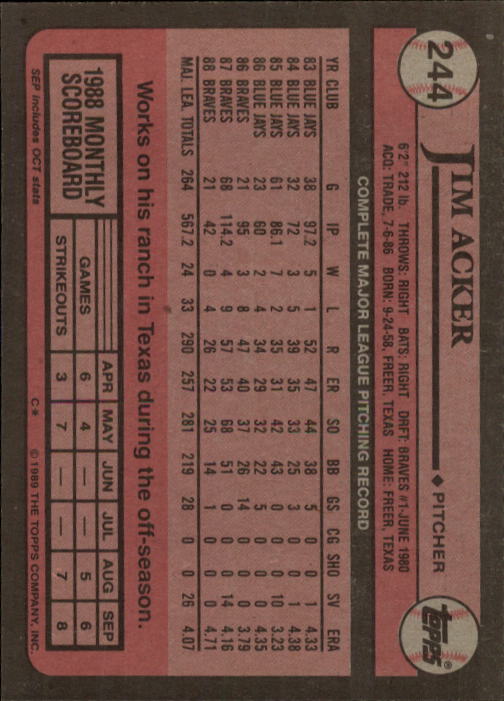 244
JIM ACKER
◆ PITCHER
TOPPS®
6'2" 212 lb. THROWS: RIGHT BATS: RIGHT DRFT: BRAVES #1-JUNE 1980
ACQ: TRADE, 7-6-86 BORN: 9-24-58, FREER, TEXAS HOME: FREER, TEXAS
COMPLETE MAJOR LEAGUE PITCHING RECORD
YR CLUB G IP W L R ER SO BB GS CG SHO SV ERA
83 BLUE JAYS 38 97.2 5 1 52 47 44 38 5 0 0 1 4.33
84 BLUE JAYS 32 72 3 5 39 35 33 25 3 0 0 1 4.38
85 BLUE JAYS 61 86.1 7 2 35 31 42 43 0 0 0 10 3.23
86 BLUE JAYS 23 60 2 4 34 29 32 22 5 0 0 0 4.35
86 BRAVES 21 95 3 8 47 40 37 26 14 0 0 0 3.79
87 BRAVES 68 114.2 4 9 57 53 68 51 0 0 0 14 4.16
88 BRAVES 21 42 0 4 26 22 25 14 1 0 0 0 4.71
MAJ. LEA. TOTALS 264 567.2 24 33 290 257 281 219 28 0 0 26 4.07
Works on his ranch in Texas during the off-season.
1988 MONTHLY SCOREBOARD
APR MAY JUN JUL AUG SEP
GAMES 6 4 — — 5 6
STRIKEOUTS 3 7 — — 7 8
SEP includes OCT stats
C* © 1989 THE TOPPS COMPANY, INC.